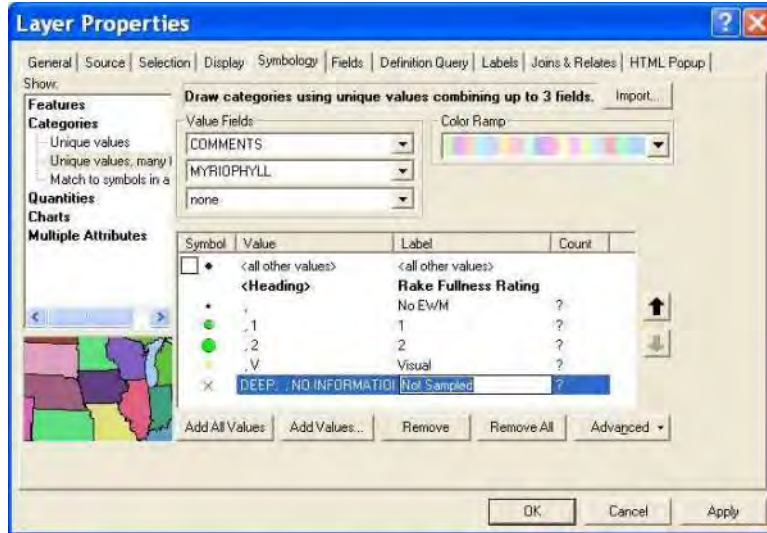 Layer Properties
General | Source | Selection | Display | Symbology | Fields | Definition Query | Labels | Joins & Relates | HTML Popup
Show:
Features
Categories
Unique values
Unique values, many
Match to symbols in a
Quantities
Charts
Multiple Attributes
Draw categories using unique values combining up to 3 fields.
Import...
Value Fields
COMMENTS
MYRIOPHYLL
none
Color Ramp
Symbol Value Label Count
<all other values> <all other values>
<Heading> Rake Fullness Rating
, No EWM ?
, 1 1 ?
, 2 2 ?
, V Visual ?
DEEP, , NO INFORMATIO Not Sampled ?
Add All Values Add Values... Remove Remove All Advanced
OK Cancel Apply